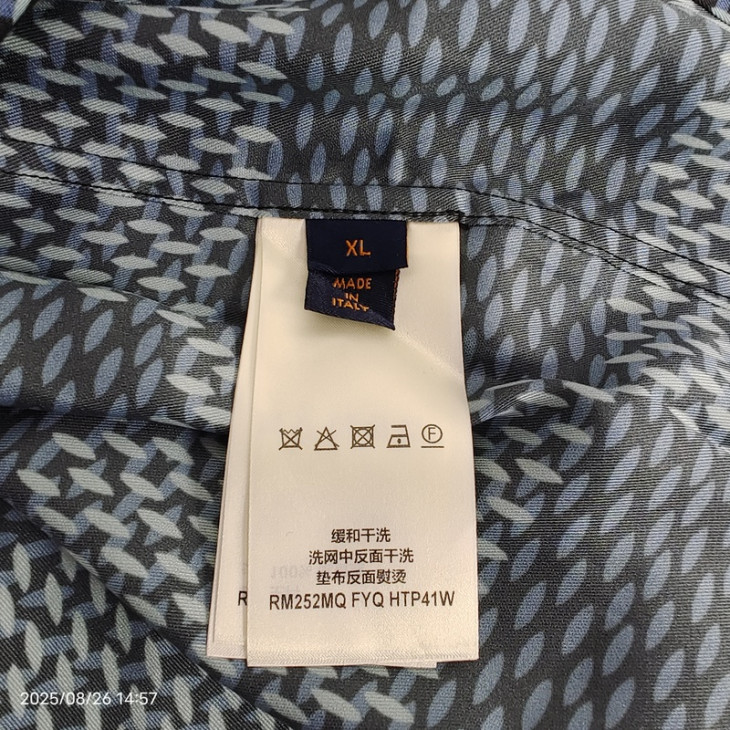 XL
MADE
IN
ITALY
F
缓和干洗
洗网中反面干洗
垫布反面熨烫
RM252MQ FYQ HTP41W
R
2025/08/26 14:57